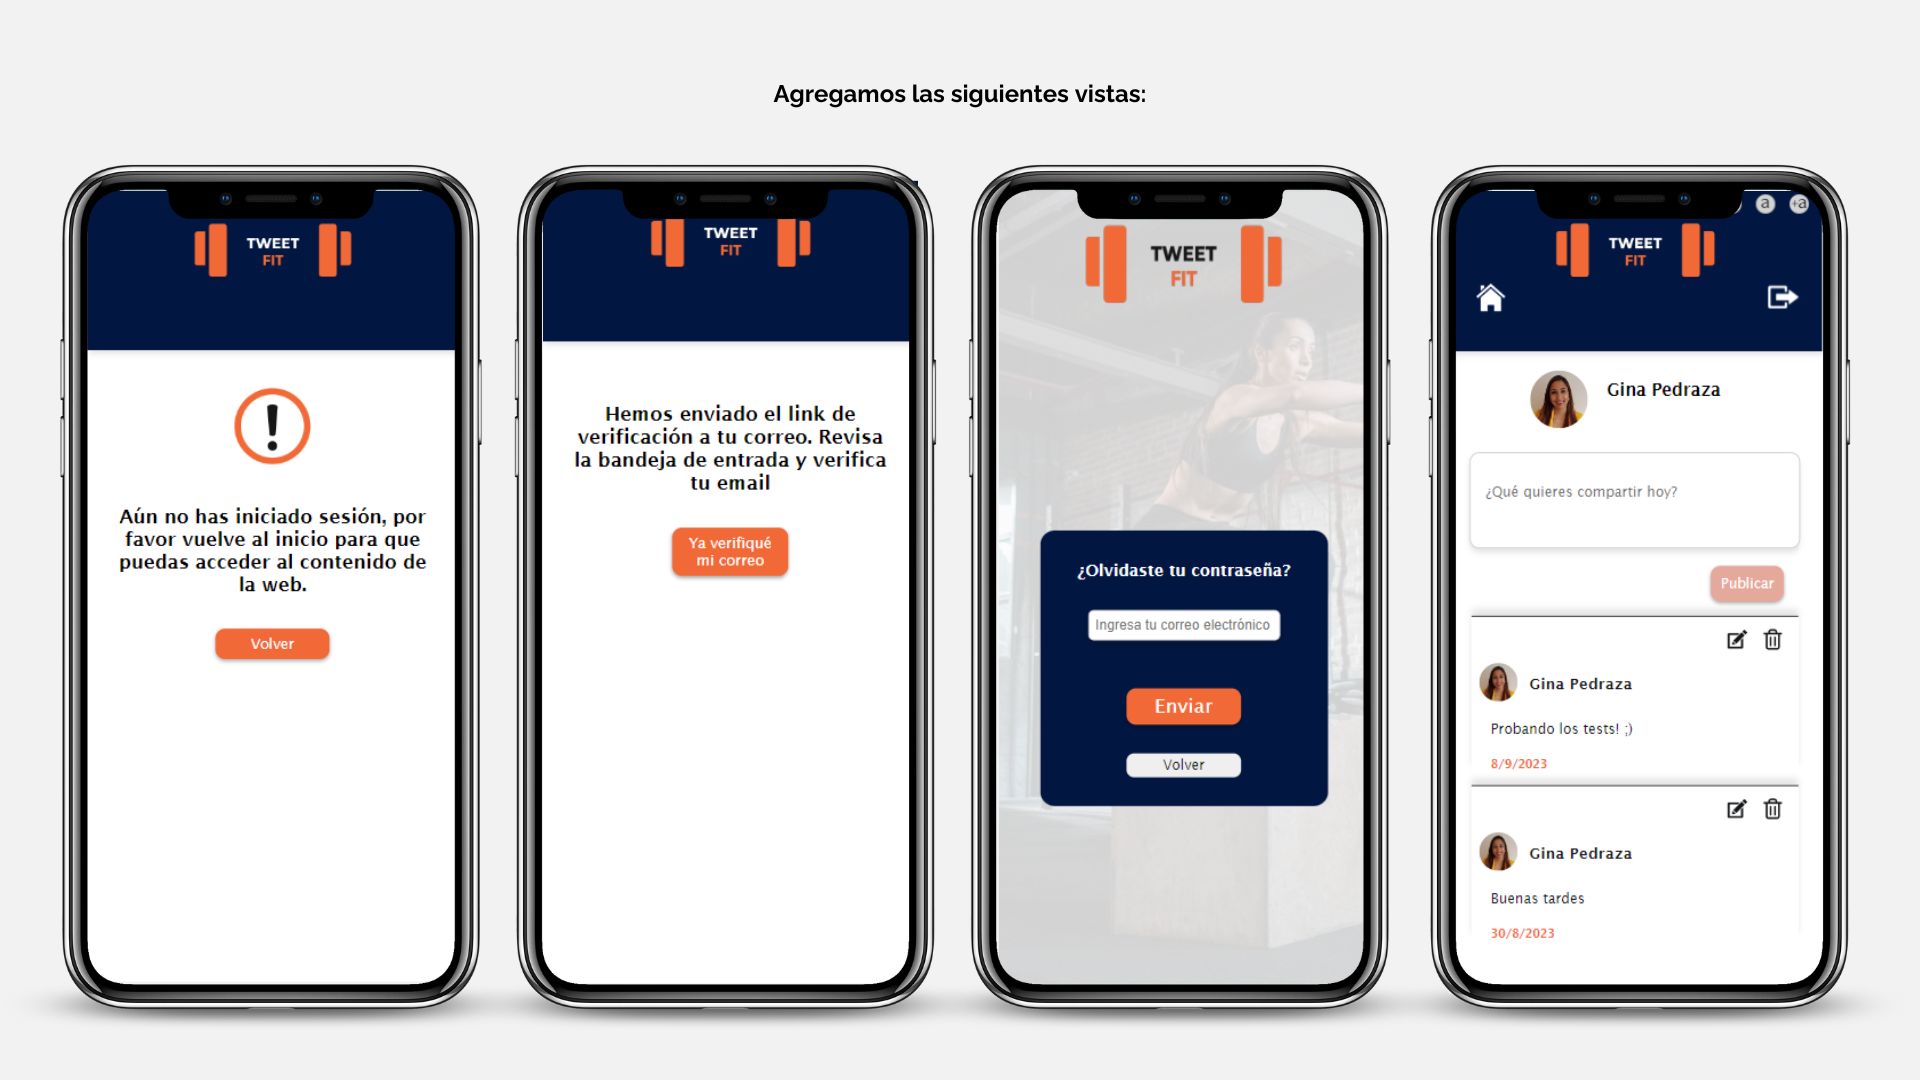 Agregamos las siguientes vistas:
TWEET
FIT
Aún no has iniciado sesión, por
favor vuelve al inicio para que
puedas acceder al contenido de
la web.
Volver
TWEET
FIT
Hemos enviado el link de
verificación a tu correo. Revisa
la bandeja de entrada y verifica
tu email
Ya verifiqué
mi correo
TWEET
FIT
¿Olvidaste tu contraseña?
Ingresa tu correo electrónico
Enviar
Volver
a
+a
TWEET
FIT
Gina Pedraza
¿Qué quieres compartir hoy?
Publicar
Gina Pedraza
Probando los tests! ;)
8/9/2023
Gina Pedraza
Buenas tardes
30/8/2023